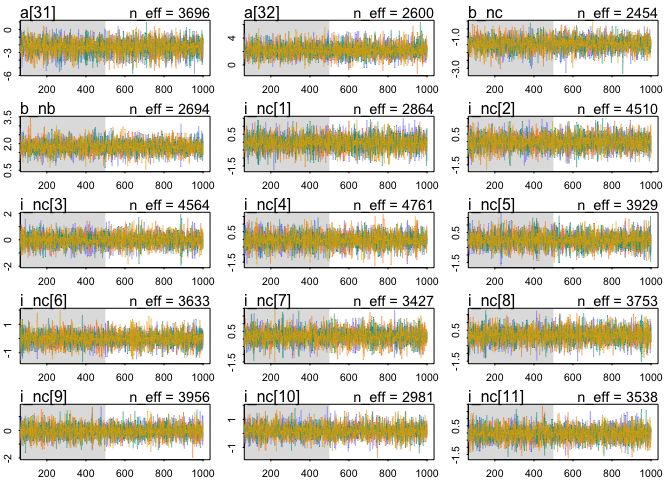 a[31] n_eff = 3696
a[32] n_eff = 2600
b_nc n_eff = 2454
0
-3
-6
4
0
-1.0
-3.0
200 400 600 800 1000
200 400 600 800 1000
200 400 600 800 1000
b_nb n_eff = 2694
i_nc[1] n_eff = 2864
i_nc[2] n_eff = 4510
3.5
2.0
0.5
0.5
-1.5
0.5
-1.5
200 400 600 800 1000
200 400 600 800 1000
200 400 600 800 1000
i_nc[3] n_eff = 4564
i_nc[4] n_eff = 4761
i_nc[5] n_eff = 3929
2
0
-2
0.5
-1.5
0.5
-1.5
200 400 600 800 1000
200 400 600 800 1000
200 400 600 800 1000
i_nc[6] n_eff = 3633
i_nc[7] n_eff = 3427
i_nc[8] n_eff = 3753
1
-1
0.5
-1.5
0.5
-1.5
200 400 600 800 1000
200 400 600 800 1000
200 400 600 800 1000
i_nc[9] n_eff = 3956
i_nc[10] n_eff = 2981
i_nc[11] n_eff = 3538
0
-2
1
-1
0.5
-1.5
200 400 600 800 1000
200 400 600 800 1000
200 400 600 800 1000